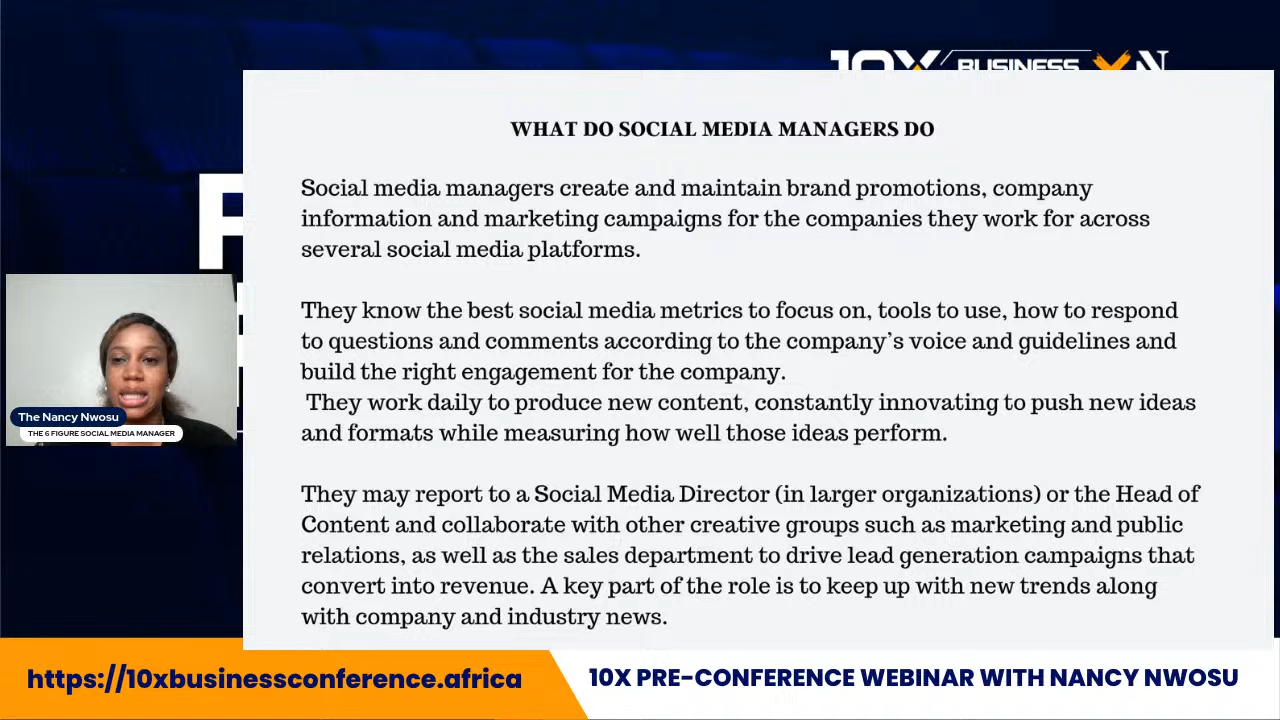 10X BUSINESS
WHAT DO SOCIAL MEDIA MANAGERS DO
Social media managers create and maintain brand promotions, company
information and marketing campaigns for the companies they work for across
several social media platforms.
They know the best social media metrics to focus on, tools to use, how to respond
to questions and comments according to the company’s voice and guidelines and
build the right engagement for the company.
They work daily to produce new content, constantly innovating to push new ideas
and formats while measuring how well those ideas perform.
They may report to a Social Media Director (in larger organizations) or the Head of
Content and collaborate with other creative groups such as marketing and public
relations, as well as the sales department to drive lead generation campaigns that
convert into revenue. A key part of the role is to keep up with new trends along
with company and industry news.
The Nancy Nwosu
THE 6 FIGURE SOCIAL MEDIA MANAGER
https://10xbusinessconference.africa
10X PRE-CONFERENCE WEBINAR WITH NANCY NWOSU